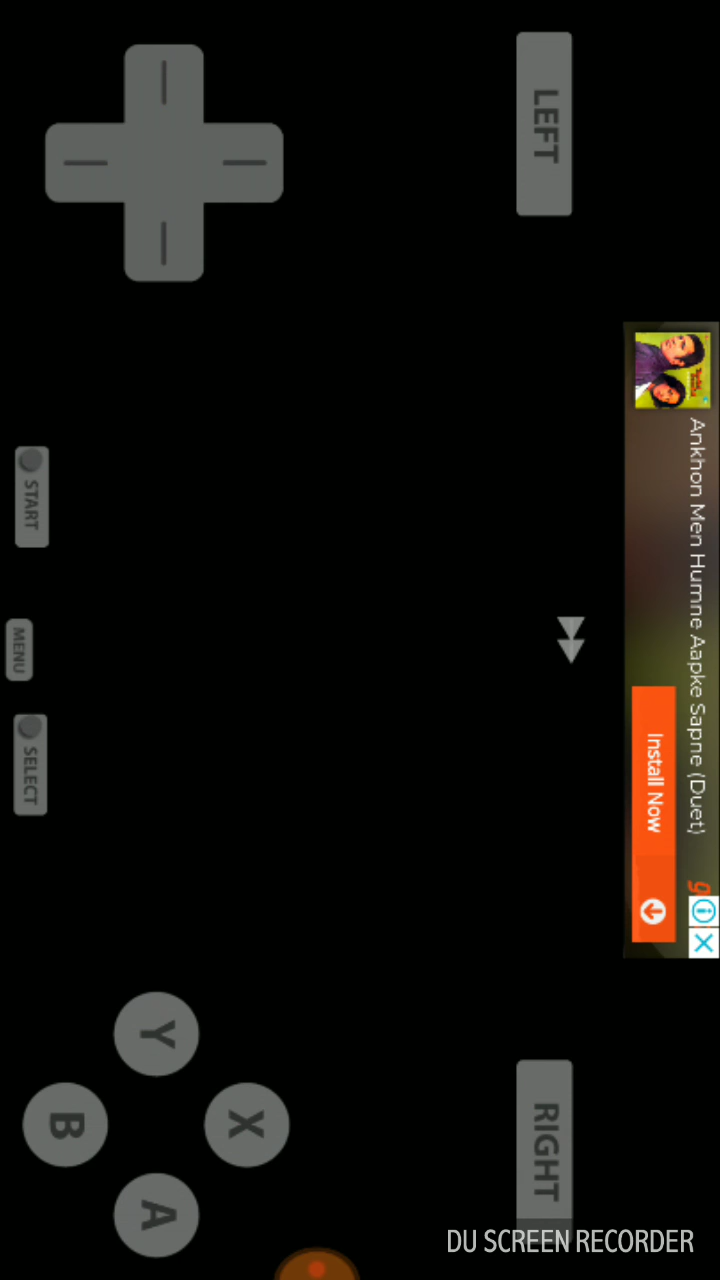 LEFT
Ankhon Men Humne Aapke Sapne (Duet)
Install Now
START
MENU
SELECT
Y
X
B
A
RIGHT
DU SCREEN RECORDER